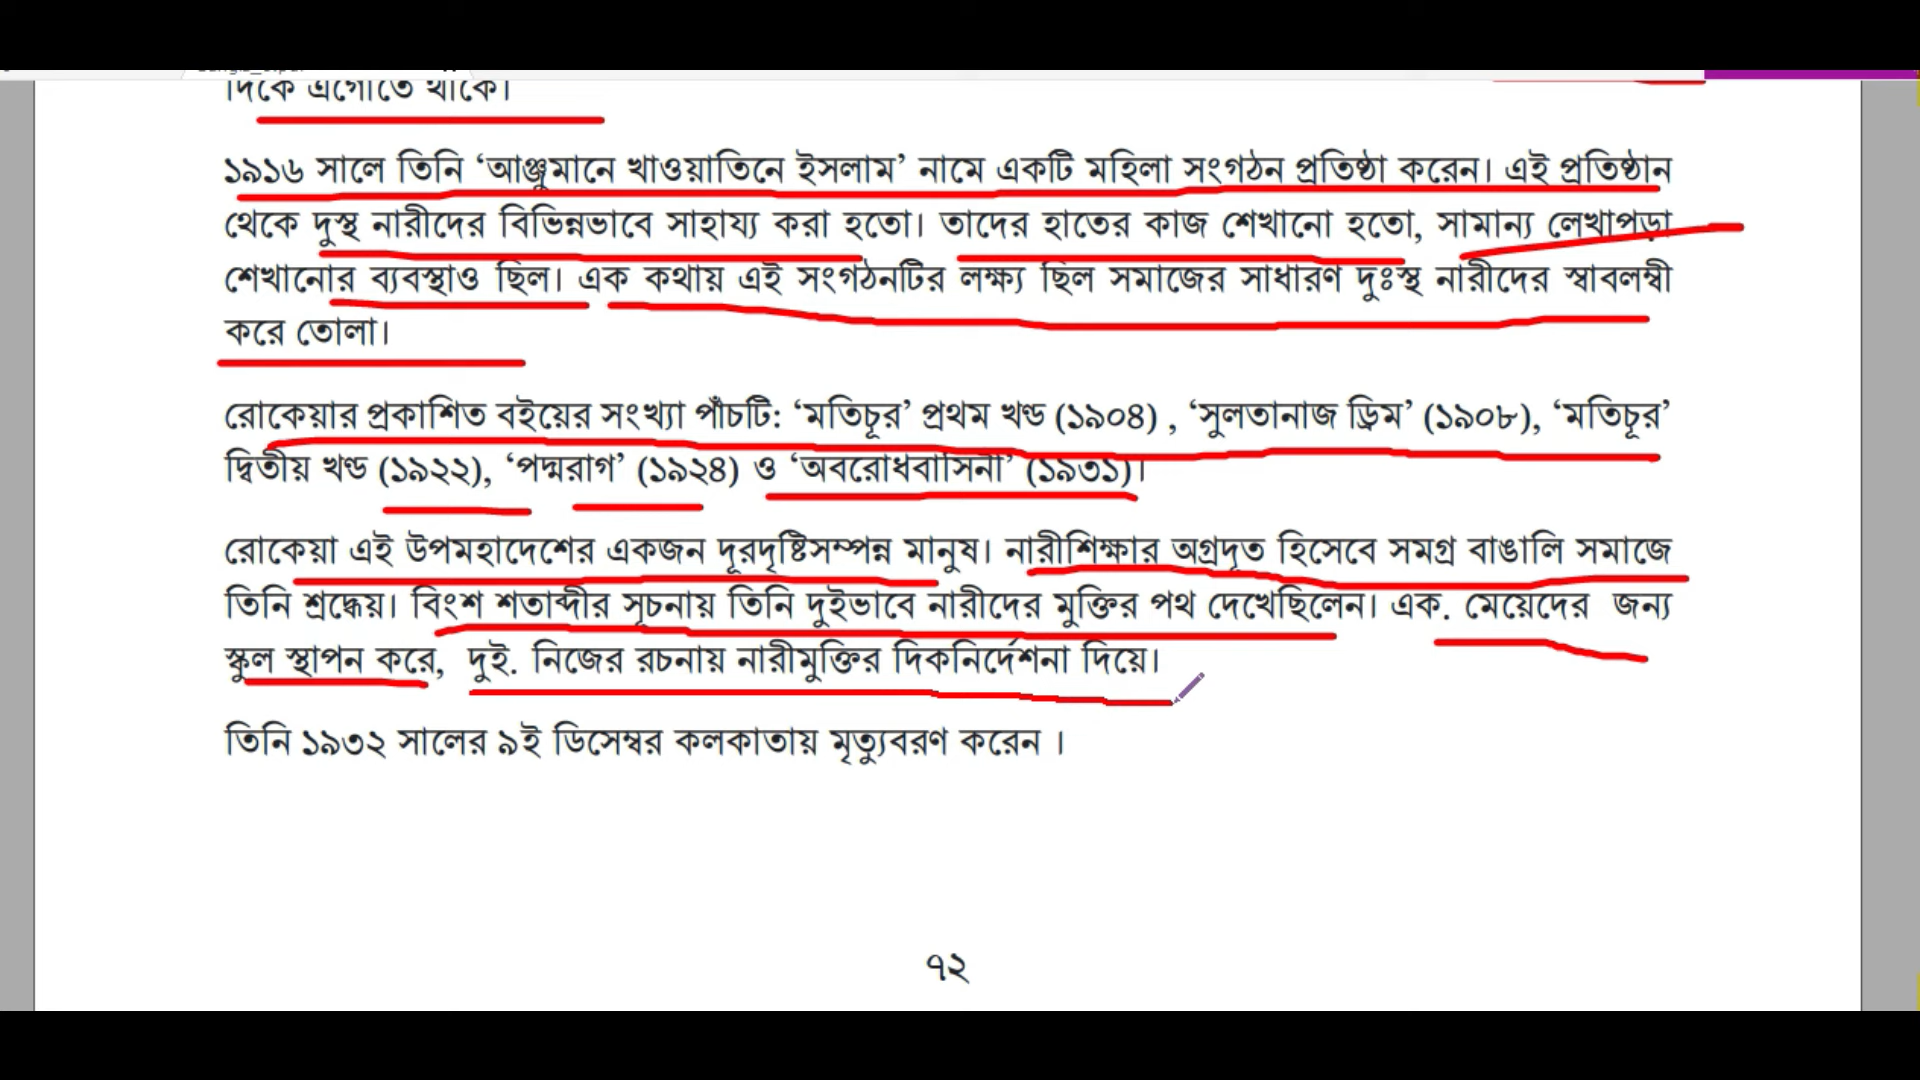 দিকে এগোতে থাকে।
১৯১৬ সালে তিনি ‘আঞ্জুমানে খাওয়াতিনে ইসলাম’ নামে একটি মহিলা সংগঠন প্রতিষ্ঠা করেন। এই প্রতিষ্ঠান
থেকে দুস্থ নারীদের বিভিন্নভাবে সাহায্য করা হতো। তাদের হাতের কাজ শেখানো হতো, সামান্য লেখাপড়া
শেখানোর ব্যবস্থাও ছিল। এক কথায় এই সংগঠনটির লক্ষ্য ছিল সমাজের সাধারণ দুঃস্থ নারীদের স্বাবলম্বী
করে তোলা।
রোকেয়ার প্রকাশিত বইয়ের সংখ্যা পাঁচটি: ‘মতিচূর’ প্রথম খণ্ড (১৯০৪) , ‘সুলতানাজ ড্রিম’ (১৯০৮), ‘মতিচূর’
দ্বিতীয় খণ্ড (১৯২২), ‘পদ্মরাগ’ (১৯২৪) ও ‘অবরোধবাসিনী’ (১৯৩১)।
রোকেয়া এই উপমহাদেশের একজন দূরদৃষ্টিসম্পন্ন মানুষ। নারীশিক্ষার অগ্রদূত হিসেবে সমগ্র বাঙালি সমাজে
তিনি শ্রদ্ধেয়। বিংশ শতাব্দীর সূচনায় তিনি দুইভাবে নারীদের মুক্তির পথ দেখেছিলেন। এক. মেয়েদের জন্য
স্কুল স্থাপন করে, দুই. নিজের রচনায় নারীমুক্তির দিকনির্দেশনা দিয়ে।
তিনি ১৯৩২ সালের ৯ই ডিসেম্বর কলকাতায় মৃত্যুবরণ করেন ।
৭২